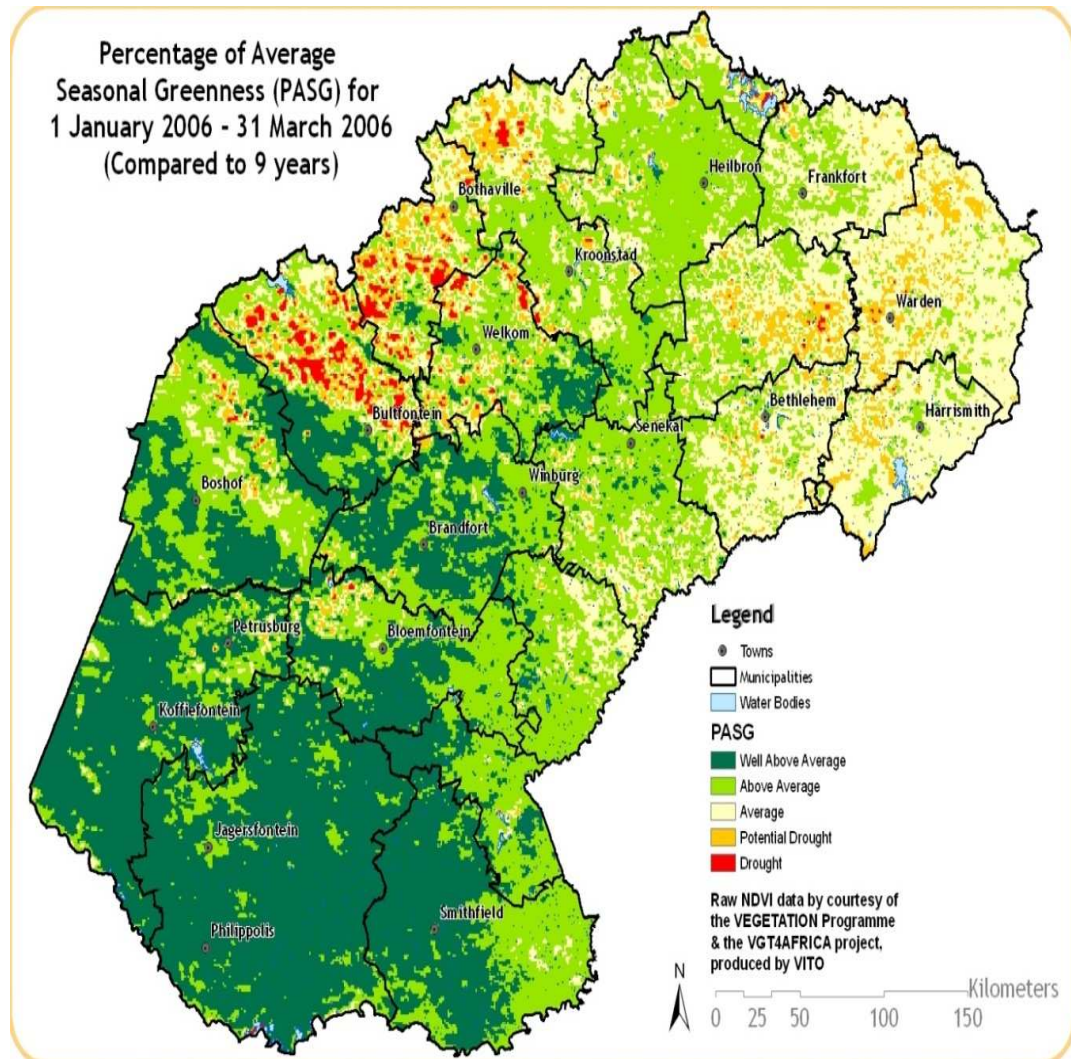 Percentage of Average
Seasonal Greenness (PASG) for
1 January 2006 - 31 March 2006
(Compared to 9 years)
Heilbron
Frankfort
Bothaville
Kroonstad
Warden
Welkom
Bultfontein
Bethlehem
Harrismith
Senekal
Boshof
Winburg
Brandfort
Petrusburg
Bloemfontein
Koffiefontein
Jagersfontein
Smithfield
Philippolis
Legend
Towns
Municipalities
Water Bodies
PASG
Well Above Average
Above Average
Average
Potential Drought
Drought
Raw NDVI data by courtesy of
the VEGETATION Programme
& the VGT4AFRICA project,
produced by VITO
N
Kilometers
0 25 50 100 150